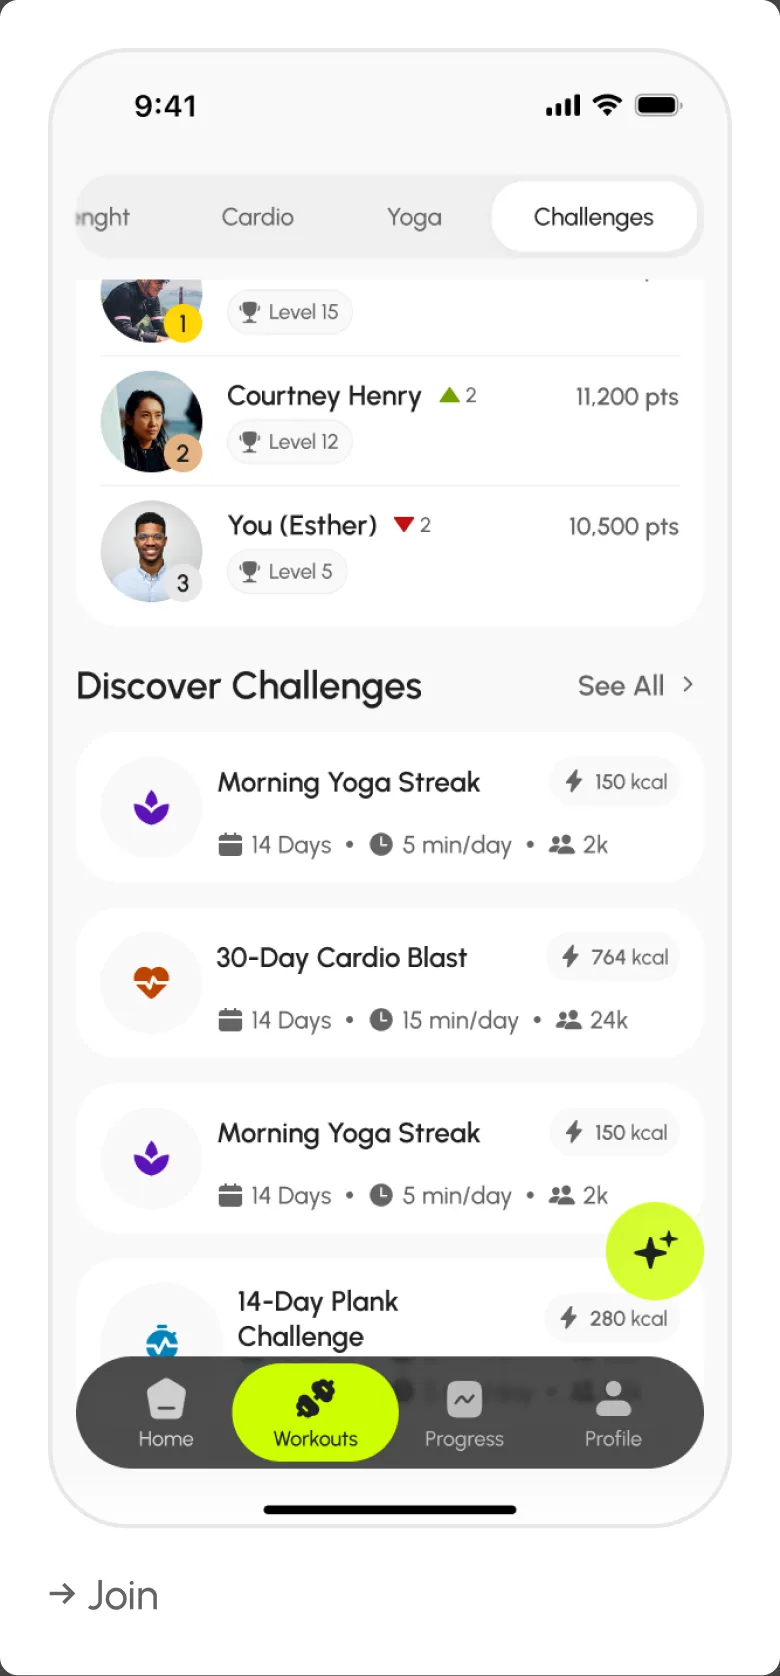 9:41
enght Cardio Yoga Challenges
1 Level 15
Courtney Henry 2 11,200 pts
2 Level 12
You (Esther) 2 10,500 pts
3 Level 5
Discover Challenges See All
Morning Yoga Streak 150 kcal
14 Days • 5 min/day • 2k
30-Day Cardio Blast 764 kcal
14 Days • 15 min/day • 24k
Morning Yoga Streak 150 kcal
14 Days • 5 min/day • 2k
14-Day Plank
Challenge 280 kcal
Home Workouts Progress Profile
→ Join